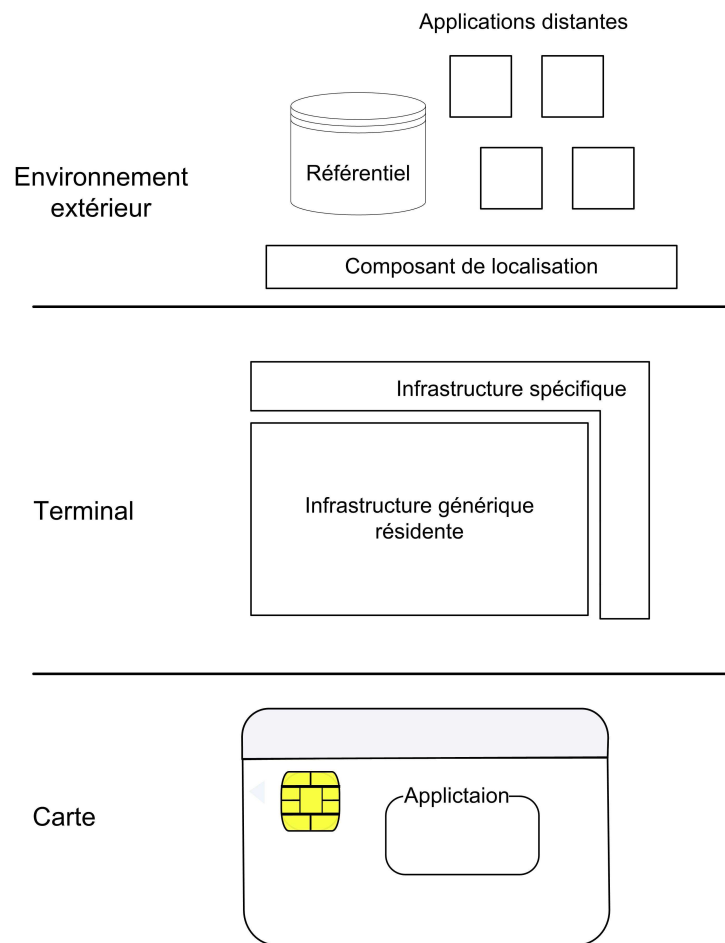 Applications distantes
Référentiel
Environnement
extérieur
Composant de localisation
Infrastructure spécifique
Terminal
Infrastructure générique
résidente
Applictaion
Carte